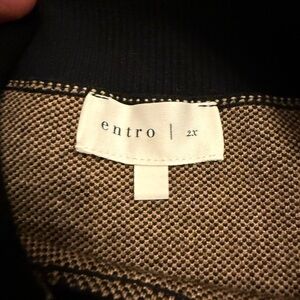 entro | 2x